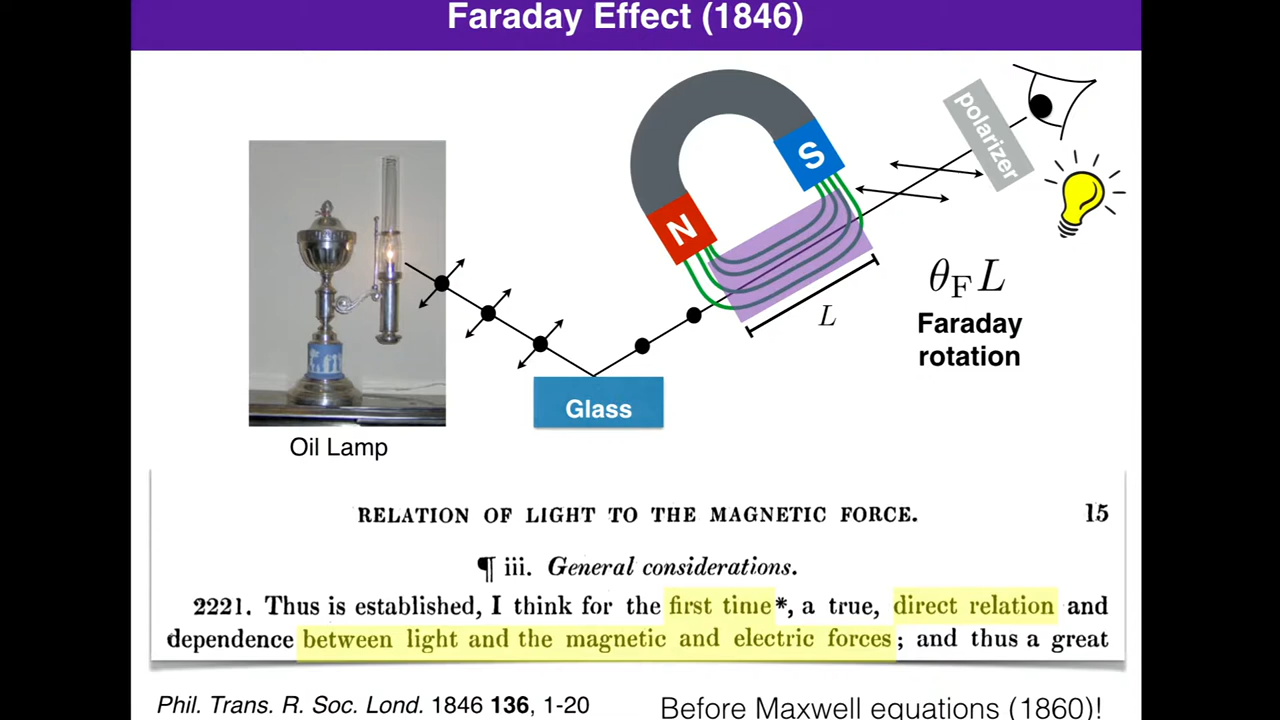 Faraday Effect (1846)
polarizer
S
N
L
θ_F L
Faraday
rotation
Glass
Oil Lamp
RELATION OF LIGHT TO THE MAGNETIC FORCE. 15
¶ iii. General considerations.
2221. Thus is established, I think for the first time*, a true, direct relation and
dependence between light and the magnetic and electric forces; and thus a great
Phil. Trans. R. Soc. Lond. 1846 136, 1-20
Before Maxwell equations (1860)!